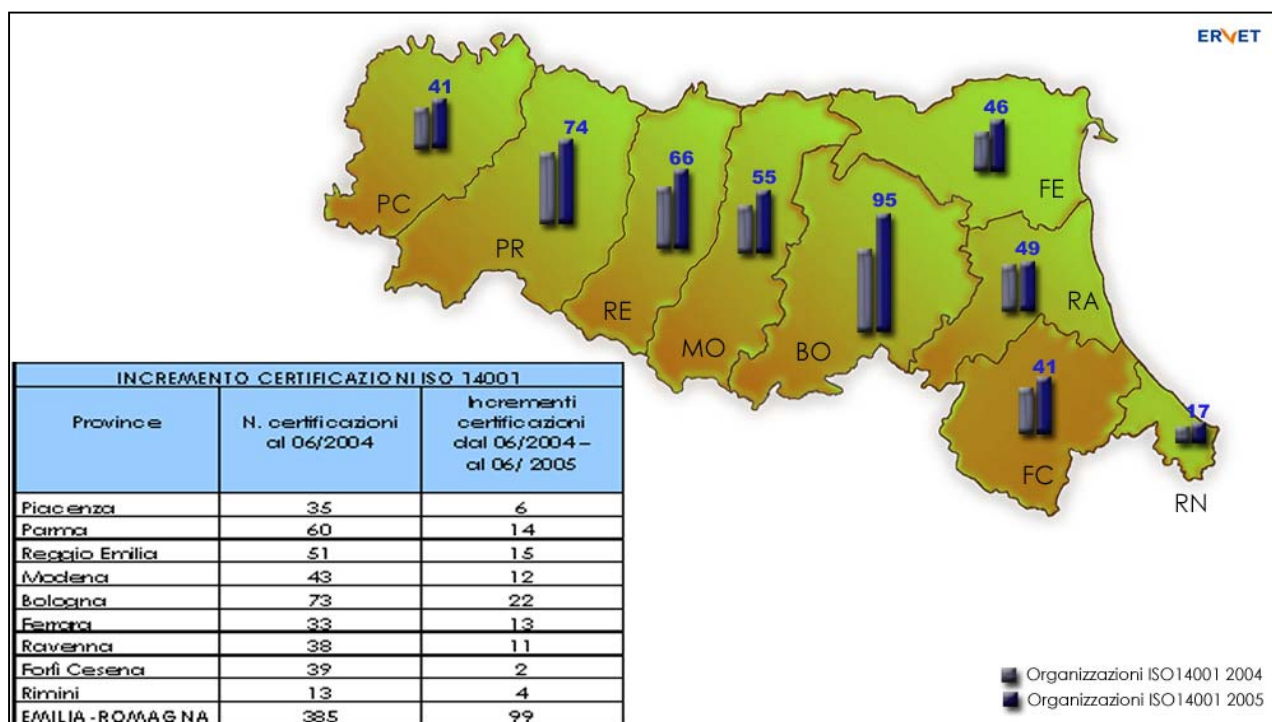 ERVET
41
74
66
55
95
46
49
41
17
PC
PR
RE
MO
BO
FE
RA
FC
RN
INCREMENTO CERTIFICAZIONI ISO 14001
Province N. certificazioni al 06/2004 Incrementi certificazioni dal 06/2004 – al 06/ 2005
Piacenza 35 6
Parma 60 14
Reggio Emilia 51 15
Modena 43 12
Bologna 73 22
Ferrara 33 13
Ravenna 38 11
Forlì Cesena 39 2
Rimini 13 4
EMILIA-ROMAGNA 385 99
Organizzazioni ISO14001 2004
Organizzazioni ISO14001 2005